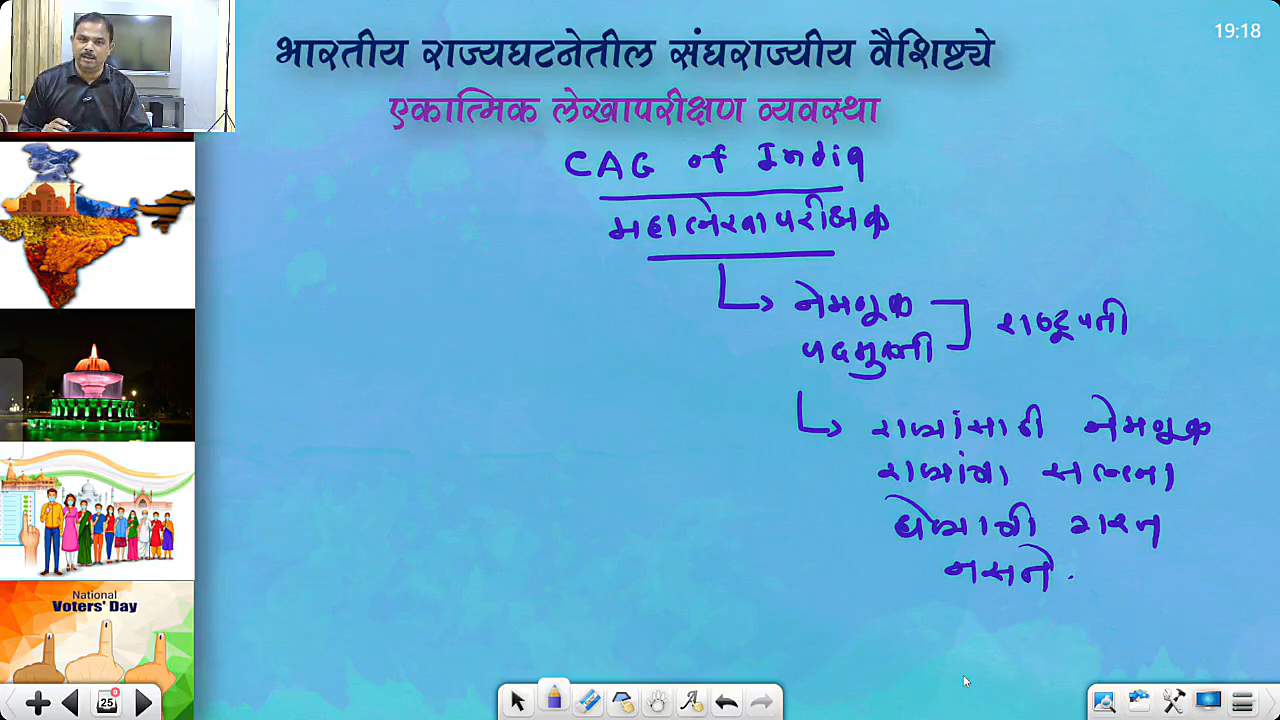 19:18
भारतीय राज्यघटनेतील संघराज्यीय वैशिष्ट्ये
एकात्मिक लेखापरीक्षण व्यवस्था
CAG of India
महालेखापरीक्षक
नेमणूक
पदमुक्ती
राष्ट्रपती
राज्यांसाठी नेमणूक
राज्यांचा सल्ला
घेण्याची गरज
नसते.
National
Voters' Day
25
0